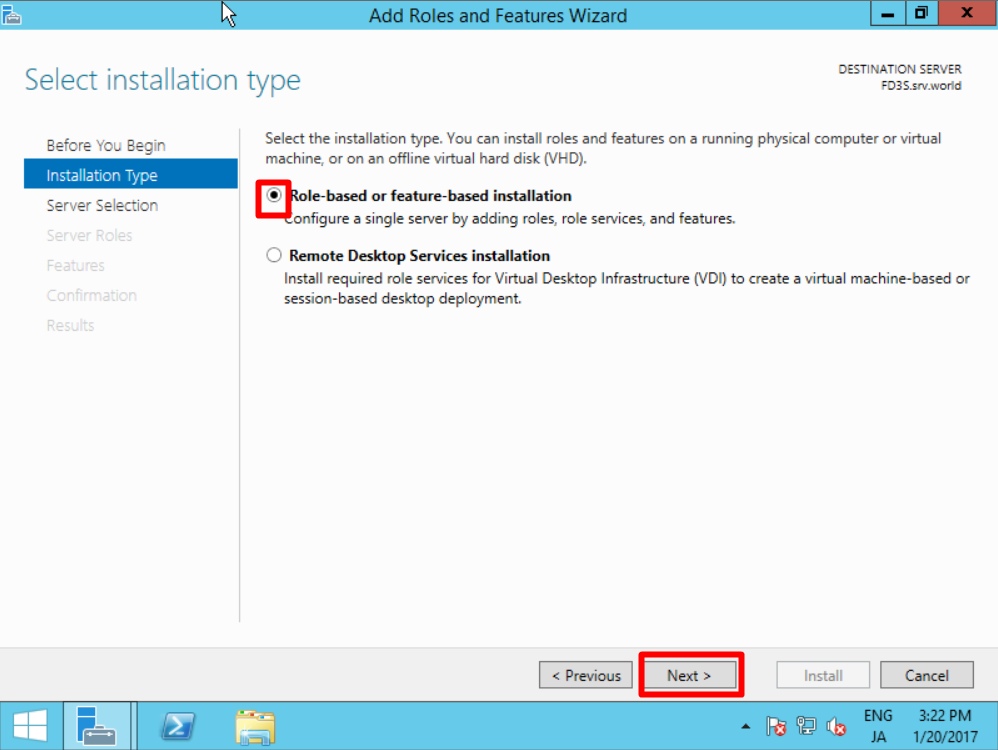 Add Roles and Features Wizard
Select installation type
DESTINATION SERVER
FD3S.srv.world
Before You Begin
Installation Type
Server Selection
Server Roles
Features
Confirmation
Results
Select the installation type. You can install roles and features on a running physical computer or virtual
machine, or on an offline virtual hard disk (VHD).
Role-based or feature-based installation
Configure a single server by adding roles, role services, and features.
Remote Desktop Services installation
Install required role services for Virtual Desktop Infrastructure (VDI) to create a virtual machine-based or
session-based desktop deployment.
< Previous
Next >
Install
Cancel
ENG
JA
3:22 PM
1/20/2017